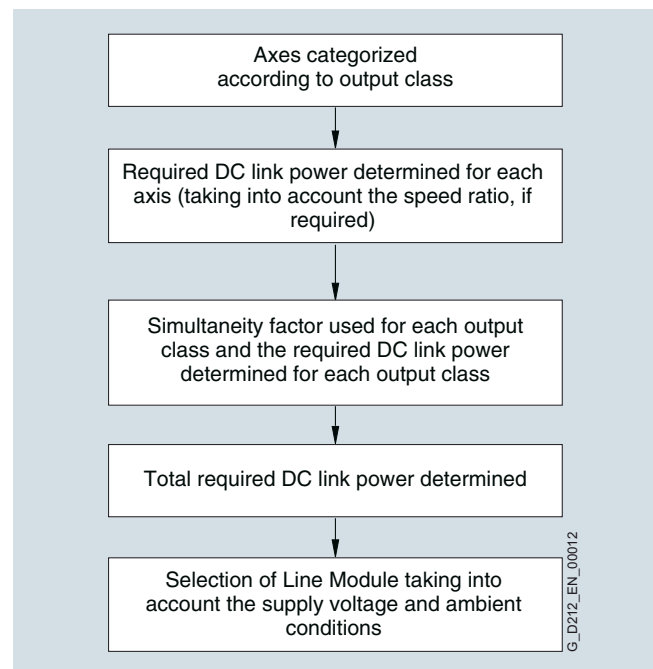 Axes categorized
according to output class
Required DC link power determined for each
axis (taking into account the speed ratio, if
required)
Simultaneity factor used for each output
class and the required DC link power
determined for each output class
Total required DC link power determined
Selection of Line Module taking into
account the supply voltage and ambient
conditions
G_D212_EN_00012